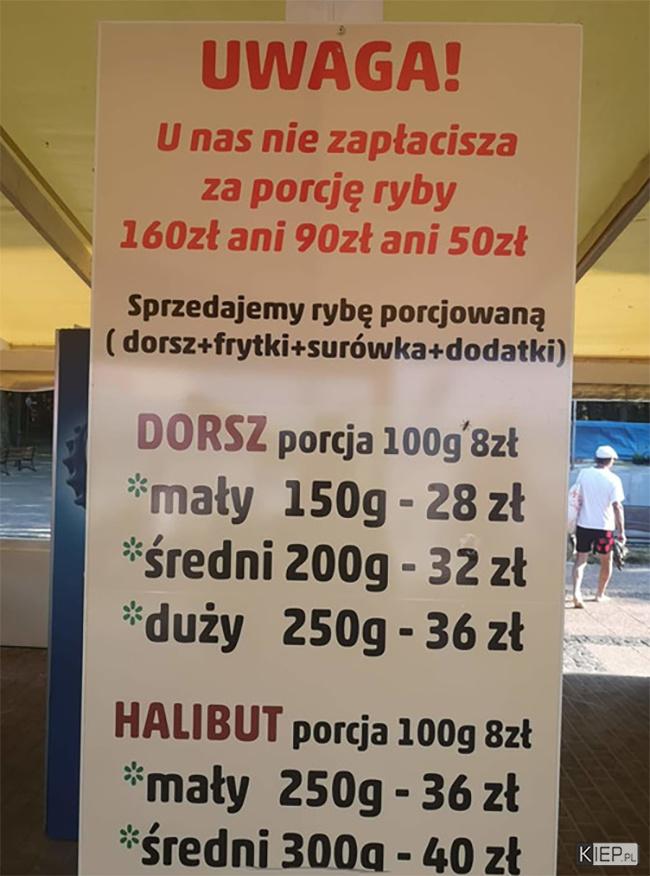 UWAGA!
U nas nie zapłacisza
za porcję ryby
160zł ani 90zł ani 50zł
Sprzedajemy rybę porcjowaną
( dorsz+frytki+surówka+dodatki)
DORSZ porcja 100g 8zł
*mały 150g - 28 zł
*średni 200g - 32 zł
*duży 250g - 36 zł
HALIBUT porcja 100g 8zł
*mały 250g - 36 zł
*średni 300g - 40 zł
KIEP.PL